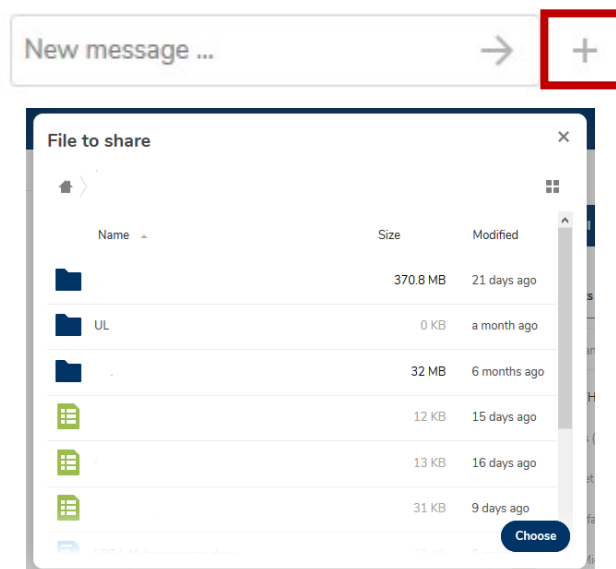 New message ...
File to share
Name Size Modified
370.8 MB 21 days ago
UL 0 KB a month ago
32 MB 6 months ago
12 KB 15 days ago
13 KB 16 days ago
31 KB 9 days ago
Choose